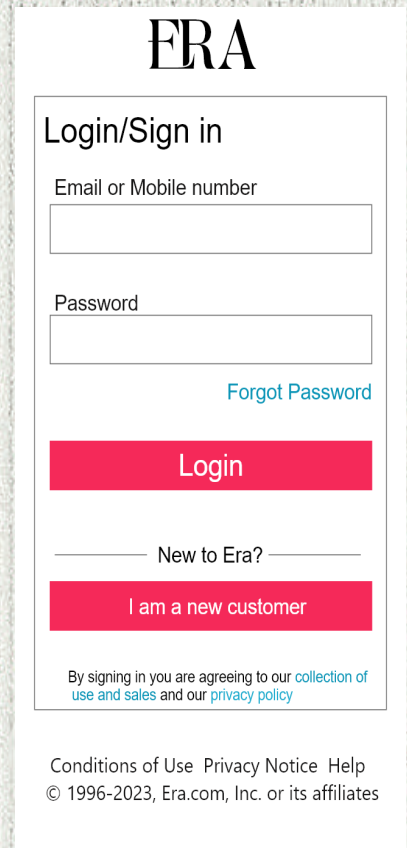 ERA
Login/Sign in
Email or Mobile number
Password
Forgot Password
Login
New to Era?
I am a new customer
By signing in you are agreeing to our collection of
use and sales and our privacy policy
Conditions of Use Privacy Notice Help
© 1996-2023, Era.com, Inc. or its affiliates